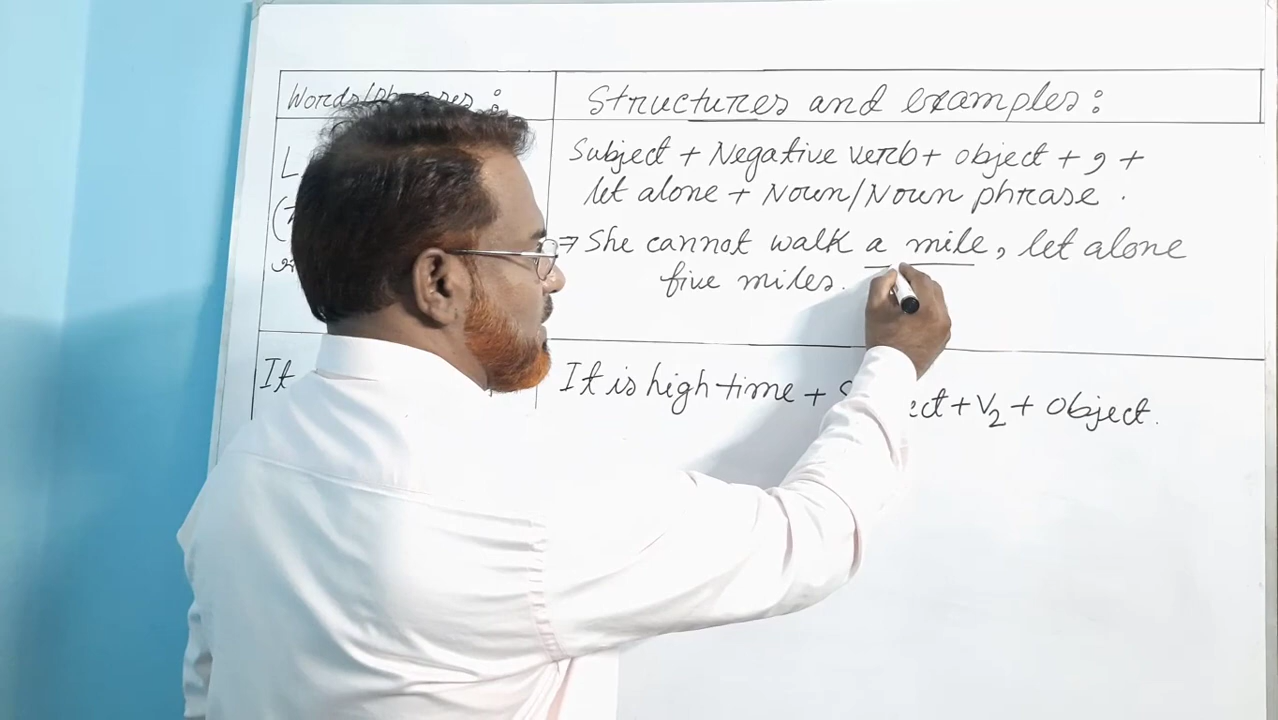 Words/Phrases :
Structures and examples :
Subject + Negative verb + object + , +
let alone + Noun/Noun phrase .
⇒ She cannot walk a mile, let alone
five miles.
It
It is high time + S ect + V2 + object.